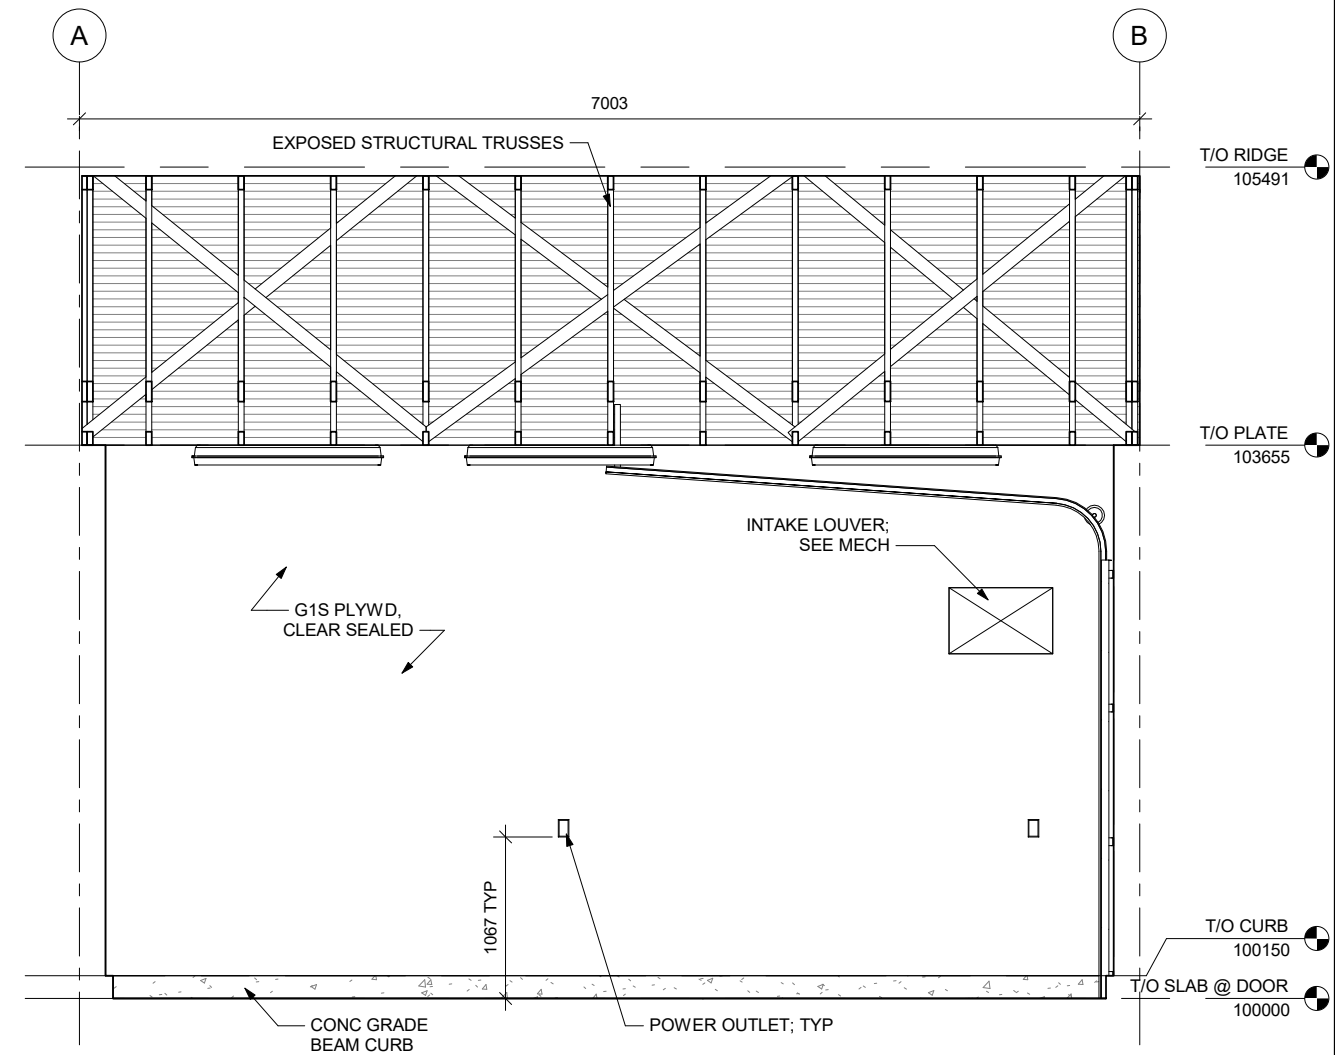 A
B
7003
EXPOSED STRUCTURAL TRUSSES
T/O RIDGE
105491
T/O PLATE
103655
INTAKE LOUVER;
SEE MECH
G1S PLYWD,
CLEAR SEALED
1067 TYP
T/O CURB
100150
T/O SLAB @ DOOR
100000
CONC GRADE
BEAM CURB
POWER OUTLET; TYP